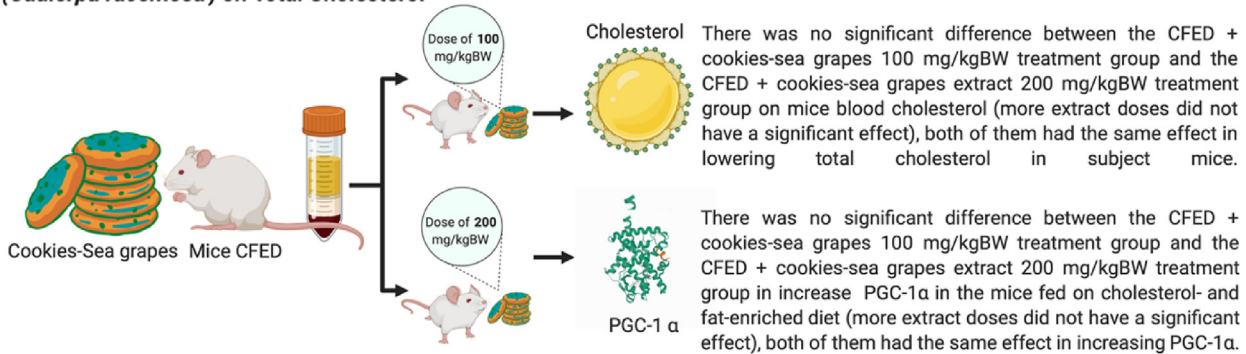 (Caulerpa racemosa) on Total Cholesterol
Dose of 100
mg/kgBW
Cholesterol
There was no significant difference between the CFED +
cookies-sea grapes 100 mg/kgBW treatment group and the
CFED + cookies-sea grapes extract 200 mg/kgBW treatment
group on mice blood cholesterol (more extract doses did not
have a significant effect), both of them had the same effect in
lowering total cholesterol in subject mice.
Cookies-Sea grapes
Mice CFED
Dose of 200
mg/kgBW
PGC-1 α
There was no significant difference between the CFED +
cookies-sea grapes 100 mg/kgBW treatment group and the
CFED + cookies-sea grapes extract 200 mg/kgBW treatment
group in increase PGC-1α in the mice fed on cholesterol- and
fat-enriched diet (more extract doses did not have a significant
effect), both of them had the same effect in increasing PGC-1α.